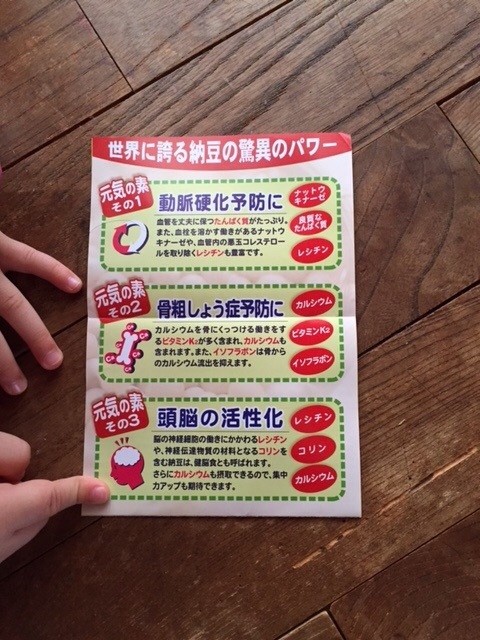 世界に誇る納豆の驚異のパワー
元気の素
その1
動脈硬化予防に
血管を丈夫に保つたんぱく質がたっぷり。
また、血栓を溶かす働きがあるナットウ
キナーゼや、血管内の悪玉コレステロー
ルを取り除くレシチンも豊富です。
ナットウ
キナーゼ
良質な
たんぱく質
レシチン
元気の素
その2
骨粗しょう症予防に
カルシウムを骨にくっつける働きをす
るビタミンK₂が多く含まれ、カルシウムも
含まれます。また、イソフラボンは骨から
のカルシウム流出を抑えます。
カルシウム
ビタミンK₂
イソフラボン
元気の素
その3
頭脳の活性化
脳の神経細胞の働きにかかわるレシチン
や、神経伝達物質の材料となるコリンを
含む納豆は、健脳食とも呼ばれます。
さらにカルシウムも摂取できるので、集中
力アップも期待できます。
レシチン
コリン
カルシウム